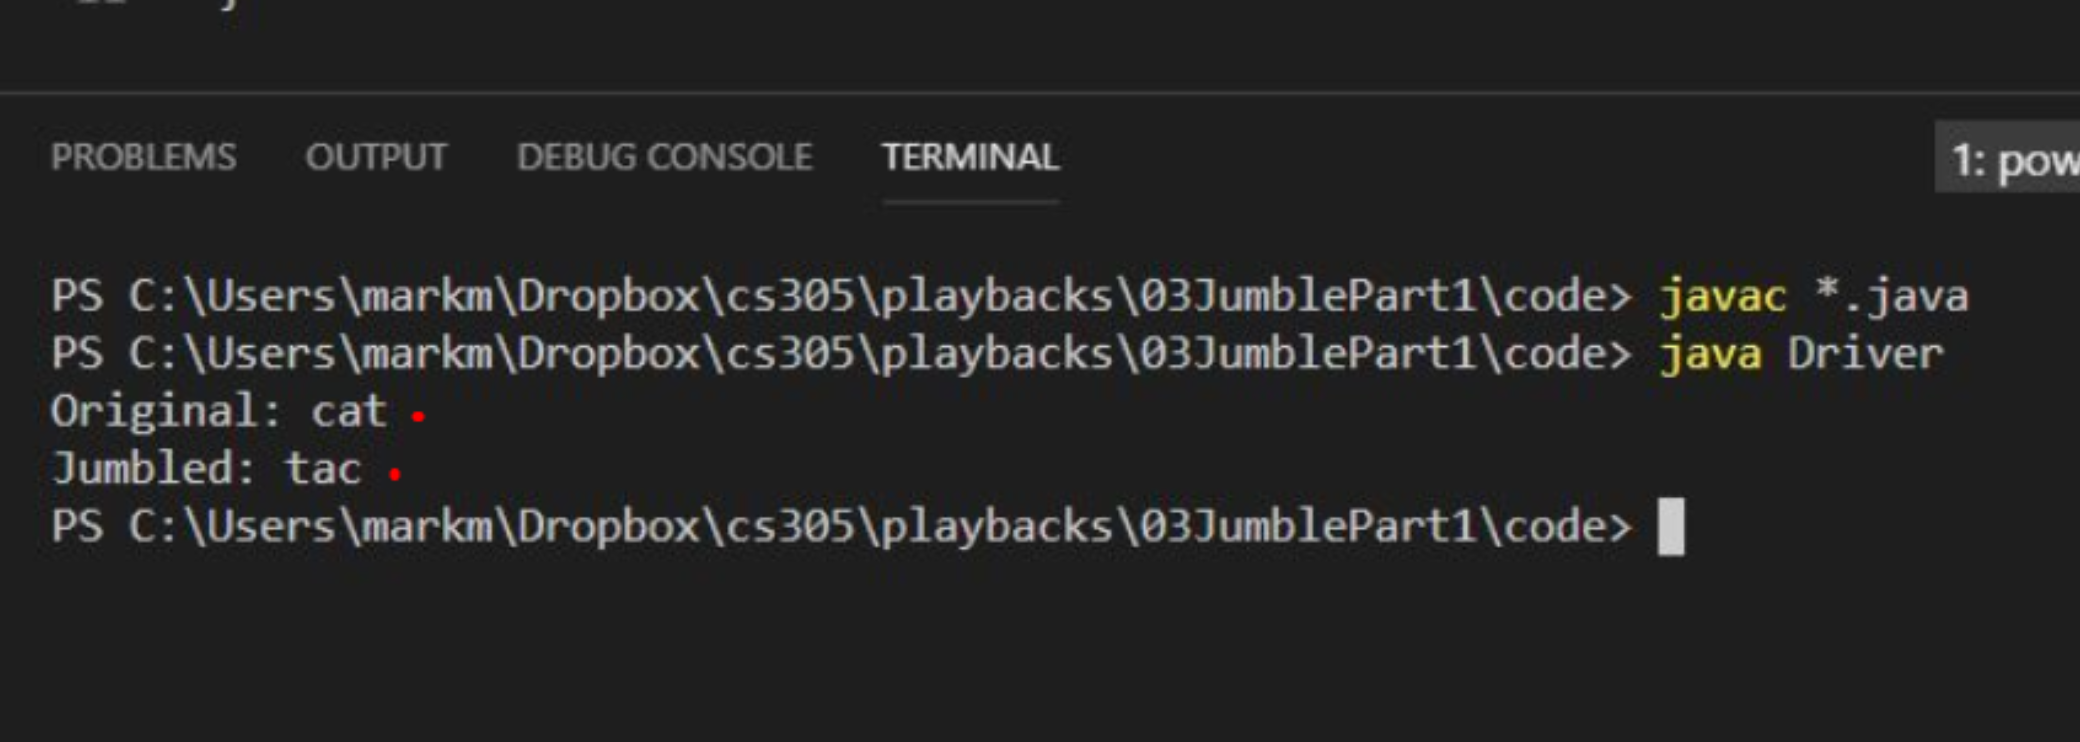 PROBLEMS OUTPUT DEBUG CONSOLE TERMINAL 1: pow
PS C:\Users\markm\Dropbox\cs305\playbacks\03JumblePart1\code> javac *.java
PS C:\Users\markm\Dropbox\cs305\playbacks\03JumblePart1\code> java Driver
Original: cat
Jumbled: tac
PS C:\Users\markm\Dropbox\cs305\playbacks\03JumblePart1\code>